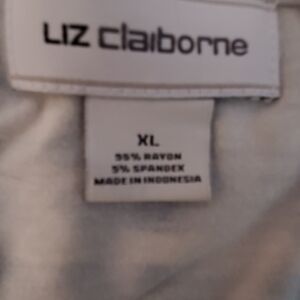 LIZ claiborne
XL
95% RAYON
5% SPANDEX
MADE IN INDONESIA